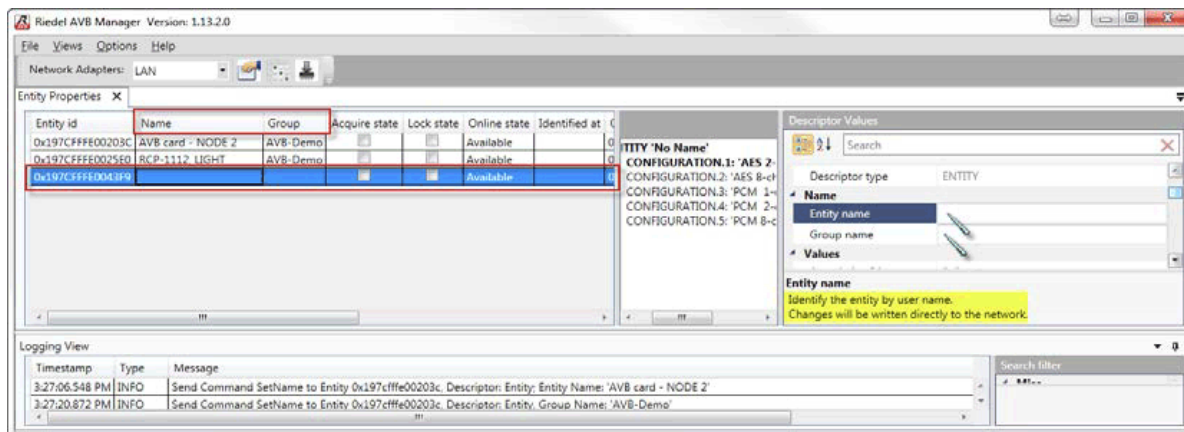 Riedel AVB Manager Version: 1.13.2.0
File Views Options Help
Network Adapters: LAN
Entity Properties X
Entity id Name Group Acquire state Lock state Online state Identified at
0x197CFFFE00203C AVB card - NODE 2 AVB-Demo Available 0
0x197CFFFE0025E0 RCP-1112 LIGHT AVB-Demo Available 0
0x197CFFFE0043F9 Available 0
'No Name'
CONFIGURATION.1: 'AES 2-
CONFIGURATION.2: 'AES 8-ch
CONFIGURATION.3: 'PCM 1-
CONFIGURATION.4: 'PCM 2-
CONFIGURATION.5: 'PCM 8-c
Descriptor Values
Search
Descriptor type ENTITY
Name
Entity name
Group name
Values
Entity name
Identify the entity by user name.
Changes will be written directly to the network.
Logging View
Timestamp Type Message
3:27:06.548 PM INFO Send Command SetName to Entity 0x197cfffe00203c, Descriptor: Entity; Entity Name: 'AVB card - NODE 2'
3:27:20.872 PM INFO Send Command SetName to Entity 0x197cfffe00203c, Descriptor: Entity, Group Name: 'AVB-Demo'
Search filter